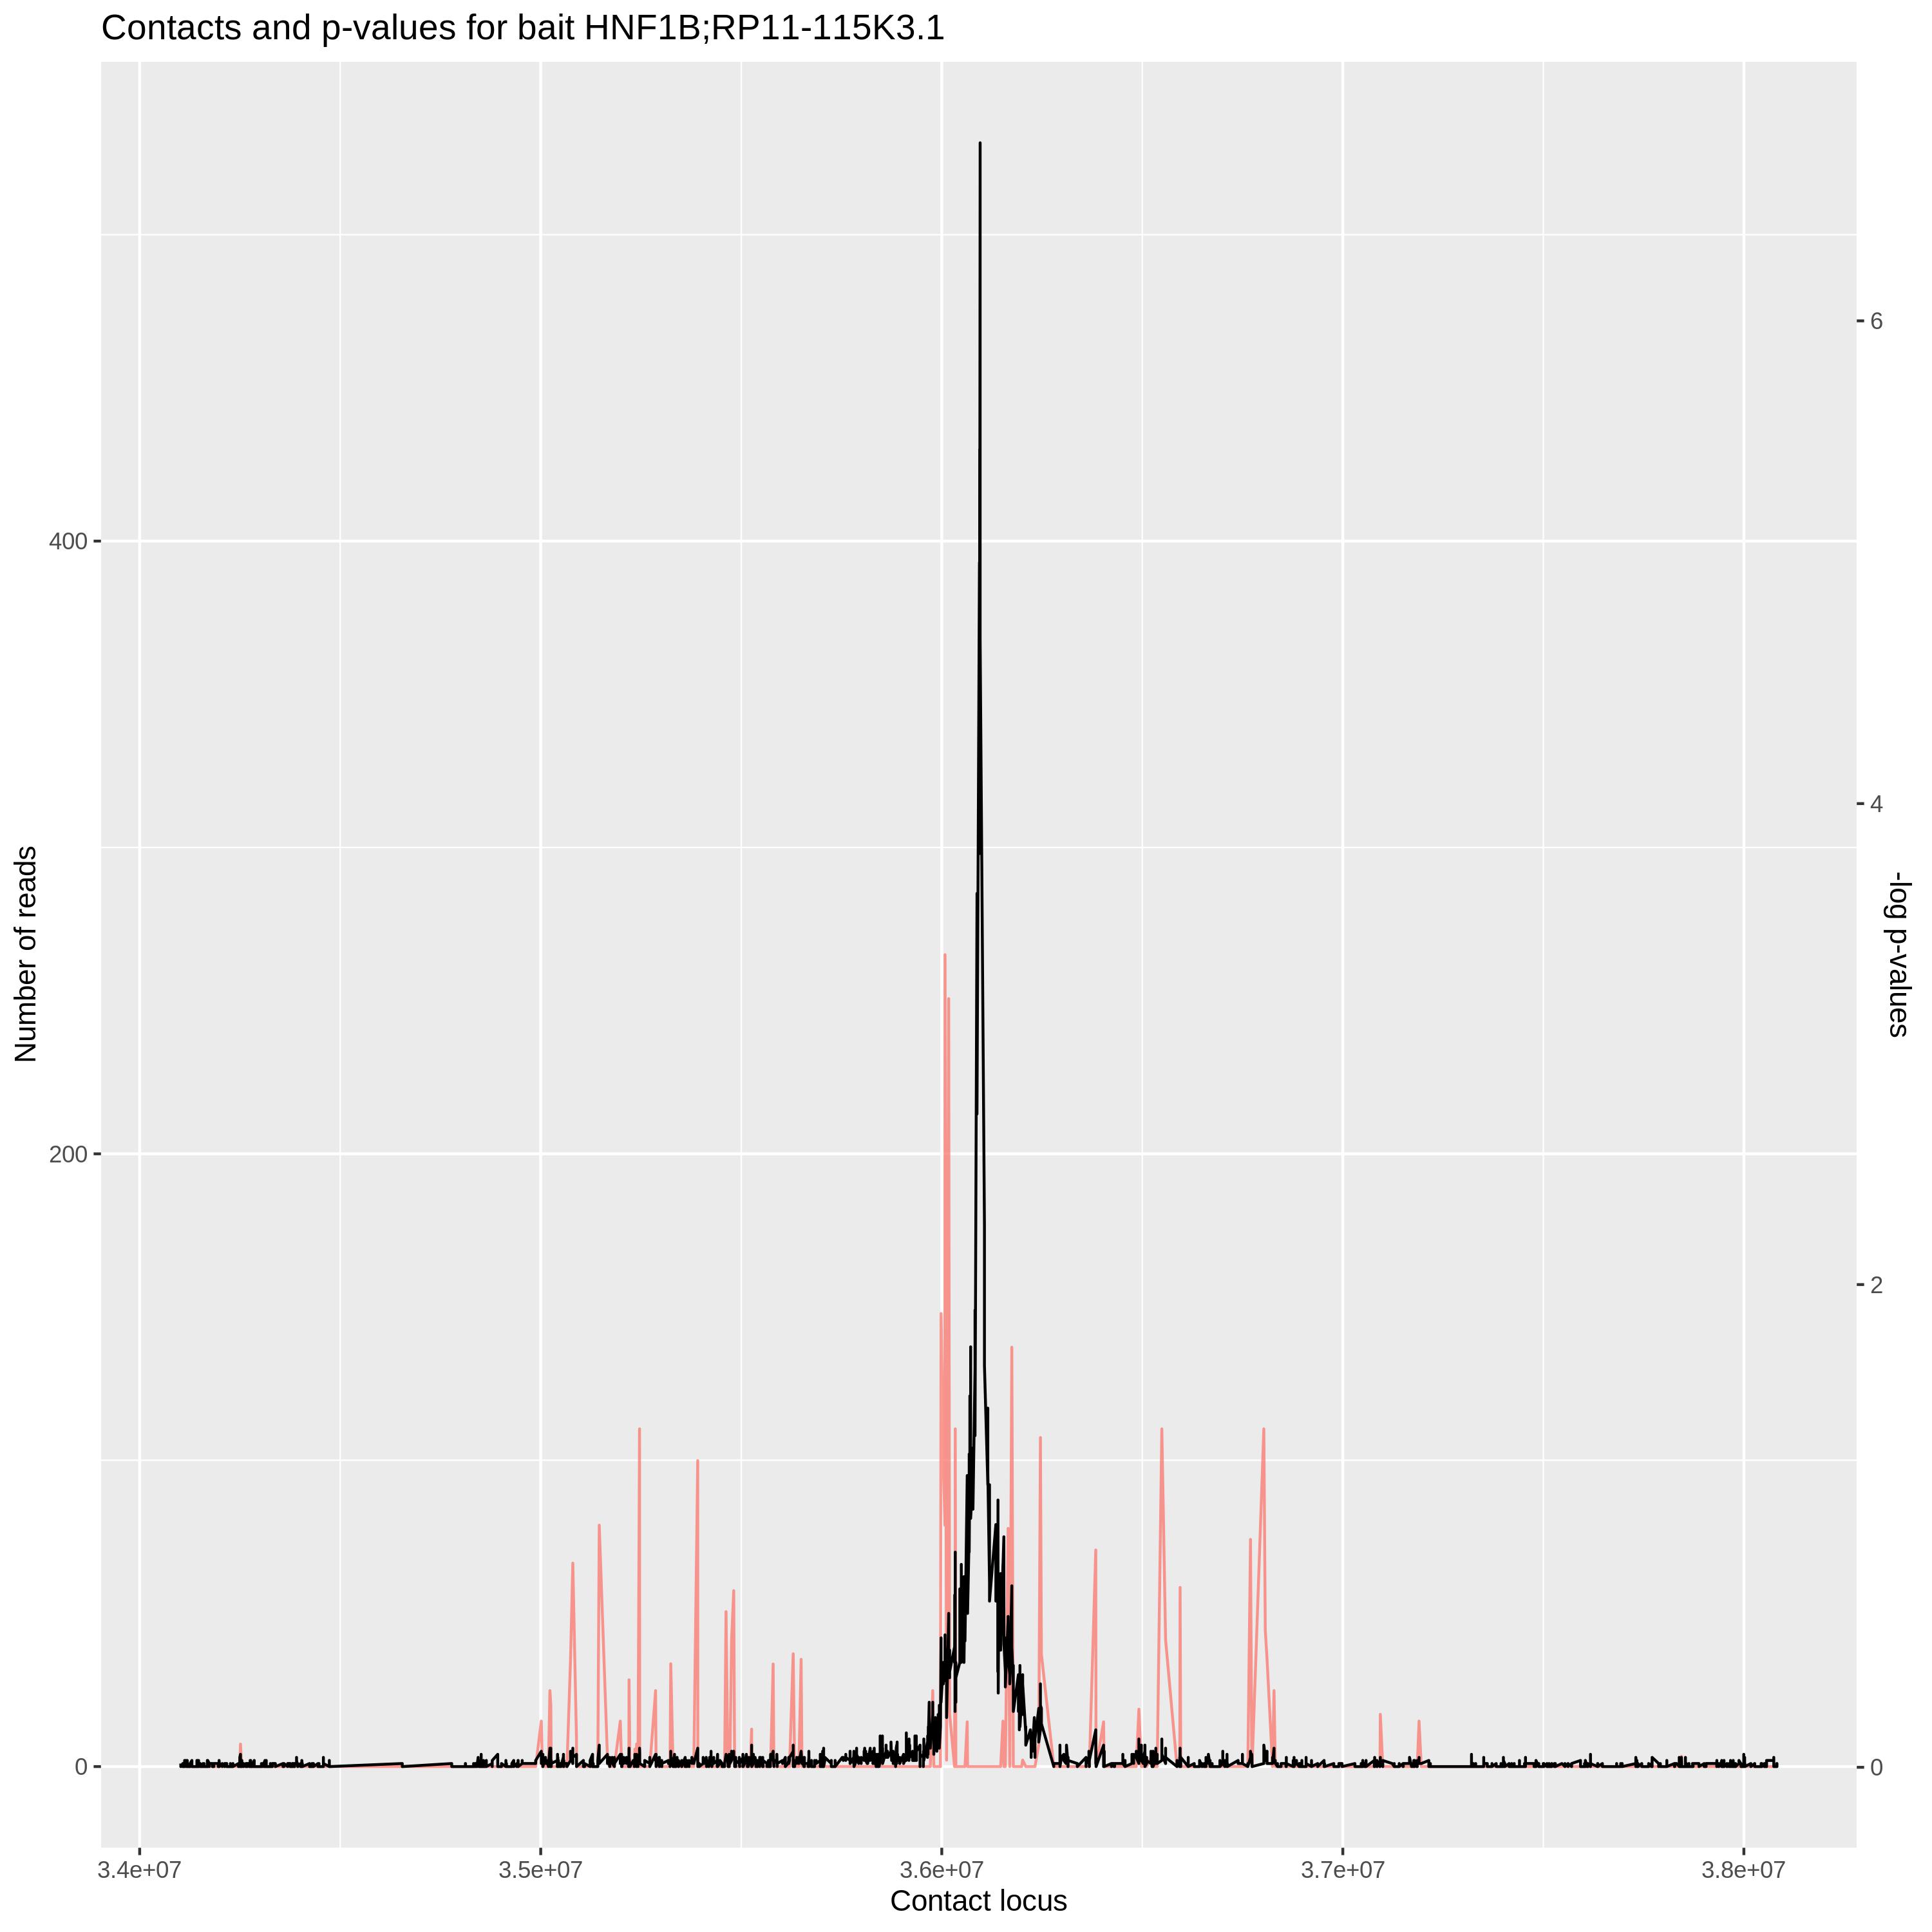 Contacts and p-values for bait HNF1B;RP11-115K3.1
Number of reads
400
200
0
6
4
2
0
-log p-values
3.4e+07 3.5e+07 3.6e+07 3.7e+07 3.8e+07
Contact locus